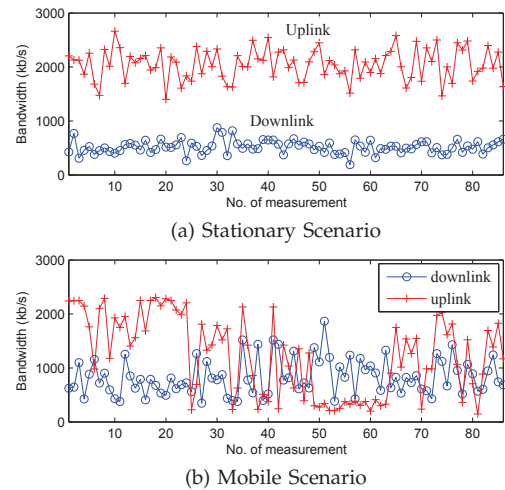 3000
Uplink
2000
Bandwidth (kb/s)
Downlink
1000
0
10 20 30 40 50 60 70 80
No. of measurement
(a) Stationary Scenario
3000
downlink
uplink
2000
Bandwidth (kb/s)
1000
0
10 20 30 40 50 60 70 80
No. of measurement
(b) Mobile Scenario